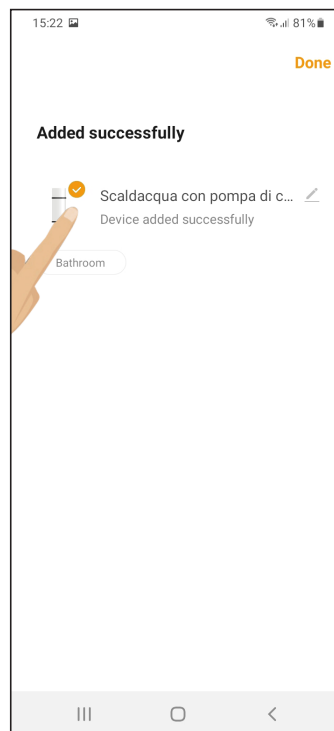 15:22 81%
Done
Added successfully
Scaldacqua con pompa di c...
Device added successfully
Bathroom